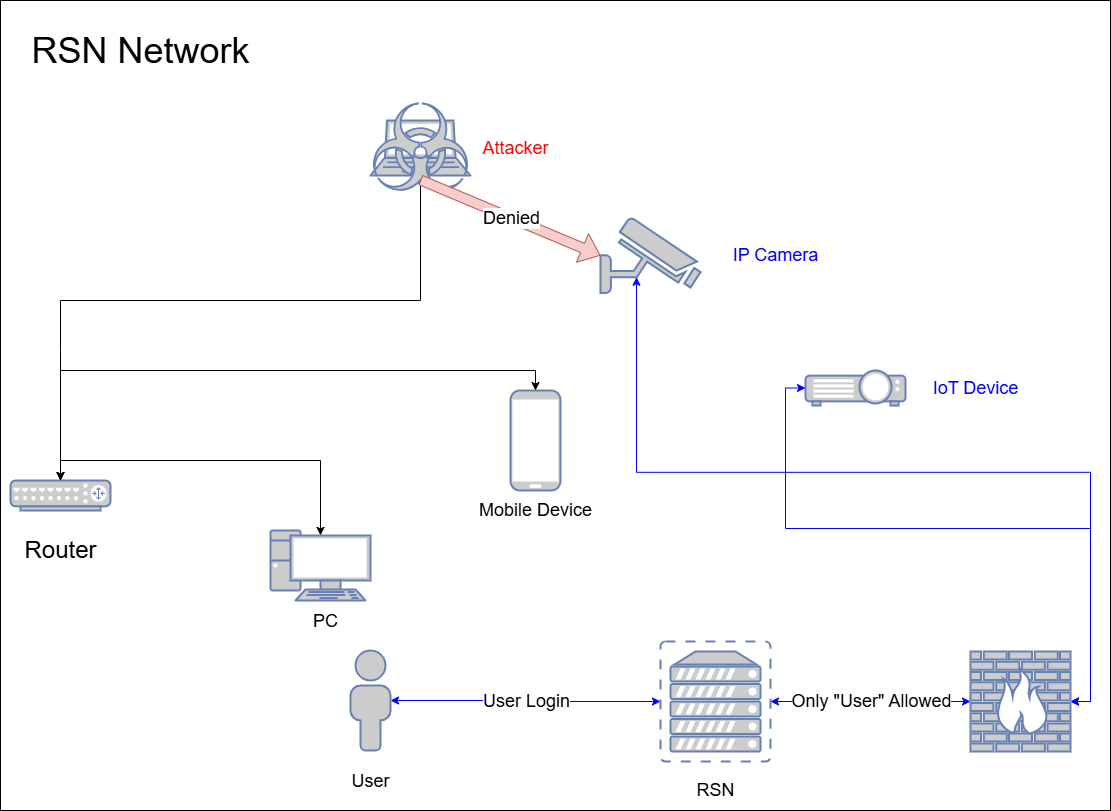 RSN Network
Attacker
Denied
IP Camera
IoT Device
Mobile Device
Router
PC
User Login
Only "User" Allowed
User
RSN